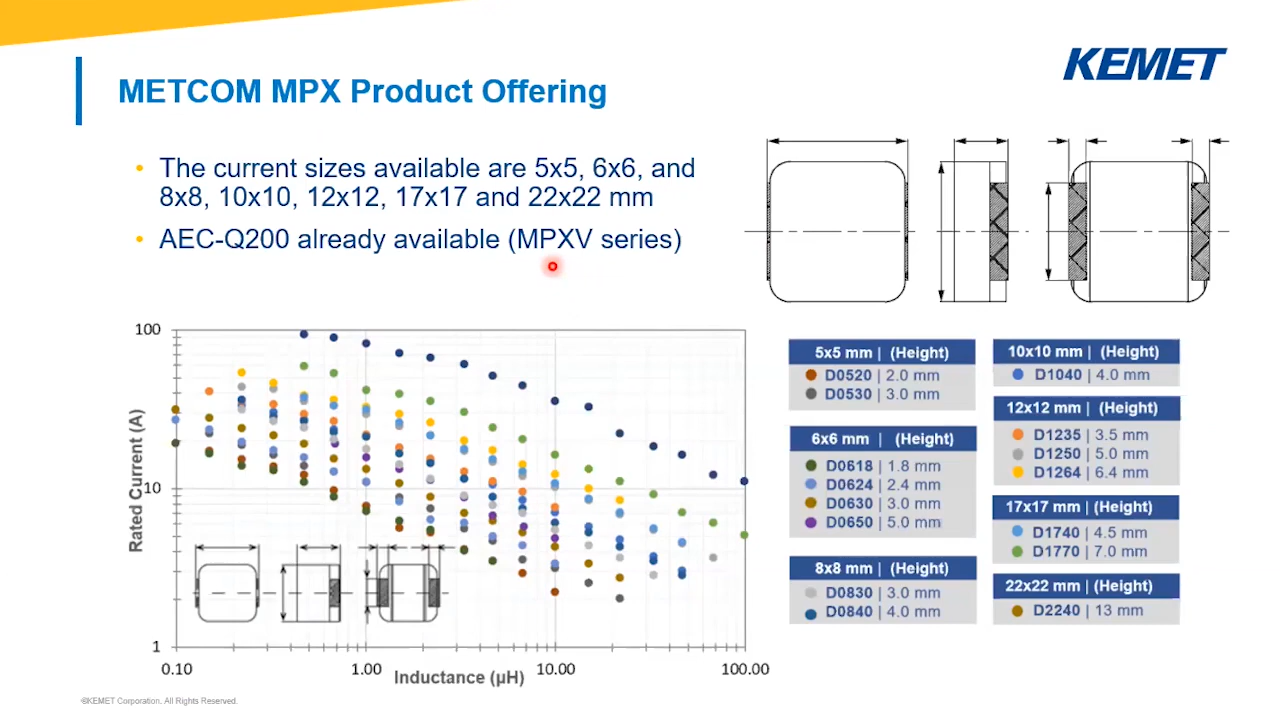 KEMET
METCOM MPX Product Offering
• The current sizes available are 5x5, 6x6, and
8x8, 10x10, 12x12, 17x17 and 22x22 mm
• AEC-Q200 already available (MPXV series)
100
10
1
Rated Current (A)
0.10
1.00
10.00
100.00
Inductance (µH)
5x5 mm | (Height)
D0520 | 2.0 mm
D0530 | 3.0 mm
6x6 mm | (Height)
D0618 | 1.8 mm
D0624 | 2.4 mm
D0630 | 3.0 mm
D0650 | 5.0 mm
8x8 mm | (Height)
D0830 | 3.0 mm
D0840 | 4.0 mm
10x10 mm | (Height)
D1040 | 4.0 mm
12x12 mm | (Height)
D1235 | 3.5 mm
D1250 | 5.0 mm
D1264 | 6.4 mm
17x17 mm | (Height)
D1740 | 4.5 mm
D1770 | 7.0 mm
22x22 mm | (Height)
D2240 | 13 mm
©KEMET Corporation. All Rights Reserved.